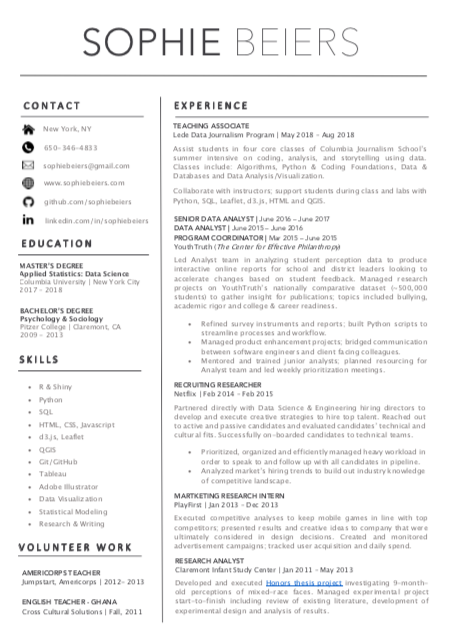 SOPHIE BEIERS
CONTACT
New York, NY
650-346-4833
sophiebeiers@gmail.com
www.sophiebeiers.com
github.com/sophiebeiers
linkedin.com/in/sophiebeiers
EDUCATION
MASTER'S DEGREE
Applied Statistics: Data Science
Columbia University | New York City
2017 - 2018
BACHELOR'S DEGREE
Psychology & Sociology
Pitzer College | Claremont, CA
2009 - 2013
SKILLS
• R & Shiny
• Python
• SQL
• HTML, CSS, Javascript
• d3.js, Leaflet
• QGIS
• Git/GitHub
• Tableau
• Adobe Illustrator
• Data Visualization
• Statistical Modeling
• Research & Writing
VOLUNTEER WORK
AMERICORPS TEACHER
Jumpstart, Americorps | 2012- 2013
ENGLISH TEACHER - GHANA
Cross Cultural Solutions | Fall, 2011
EXPERIENCE
TEACHING ASSOCIATE
Lede Data Journalism Program | May 2018 - Aug 2018
Assist students in four core classes of Columbia Journalism School's
summer intensive on coding, analysis, and storytelling using data.
Classes include: Algorithms, Python & Coding Foundations, Data &
Databases and Data Analysis/Visualization.
Collaborate with instructors; support students during class and labs with
Python, SQL, Leaflet, d3.js, HTML and QGIS.
SENIOR DATA ANALYST | June 2016 – June 2017
DATA ANALYST | June 2015 – June 2016
PROGRAM COORDINATOR | Mar 2015 – June 2015
YouthTruth (The Center for Effective Philanthropy)
Led Analyst team in analyzing student perception data to produce
interactive online reports for school and district leaders looking to
accelerate changes based on student feedback. Managed research
projects on YouthTruth's nationally comparative dataset (~500,000
students) to gather insight for publications; topics included bullying,
academic rigor and college & career readiness.
• Refined survey instruments and reports; built Python scripts to
streamline processes and workflow.
• Managed product enhancement projects; bridged communication
between software engineers and client facing colleagues.
• Mentored and trained junior analysts; planned resourcing for
Analyst team and led weekly prioritization meetings.
RECRUITING RESEARCHER
Netflix | Feb 2014 - Feb 2015
Partnered directly with Data Science & Engineering hiring directors to
develop and execute creative strategies to hire top talent. Reached out
to active and passive candidates and evaluated candidates' technical and
cultural fits. Successfully on-boarded candidates to technical teams.
• Prioritized, organized and efficiently managed heavy workload in
order to speak to and follow up with all candidates in pipeline.
• Analyzed market's hiring trends to build out industry knowledge
of competitive landscape.
MARTKETING RESEARCH INTERN
PlayFirst | Jan 2013 - Dec 2013
Executed competitive analyses to keep mobile games in line with top
competitors; presented results and creative ideas to company that were
ultimately considered in design decisions. Created and monitored
advertisement campaigns; tracked user acquisition and daily spend.
RESEARCH ANALYST
Claremont Infant Study Center | Jan 2011 - May 2013
Developed and executed Honors thesis project investigating 9-month-
old perceptions of mixed-race faces. Managed experimental project
start-to-finish including review of existing literature, development of
experimental design and analysis of results.